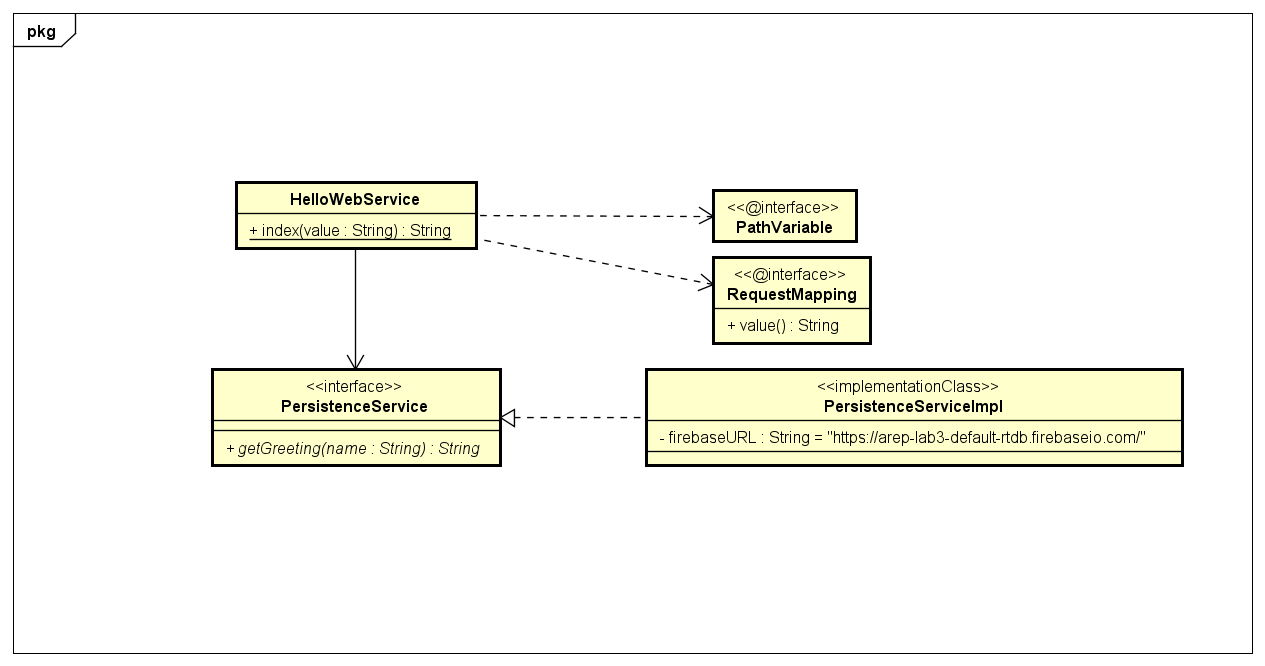 pkg
HelloWebService
+ index(value : String) : String
<<@interface>>
PathVariable
<<@interface>>
RequestMapping
+ value() : String
<<interface>>
PersistenceService
+ getGreeting(name : String) : String
<<implementationClass>>
PersistenceServiceImpl
- firebaseURL : String = "https://arep-lab3-default-rtdb.firebaseio.com/"